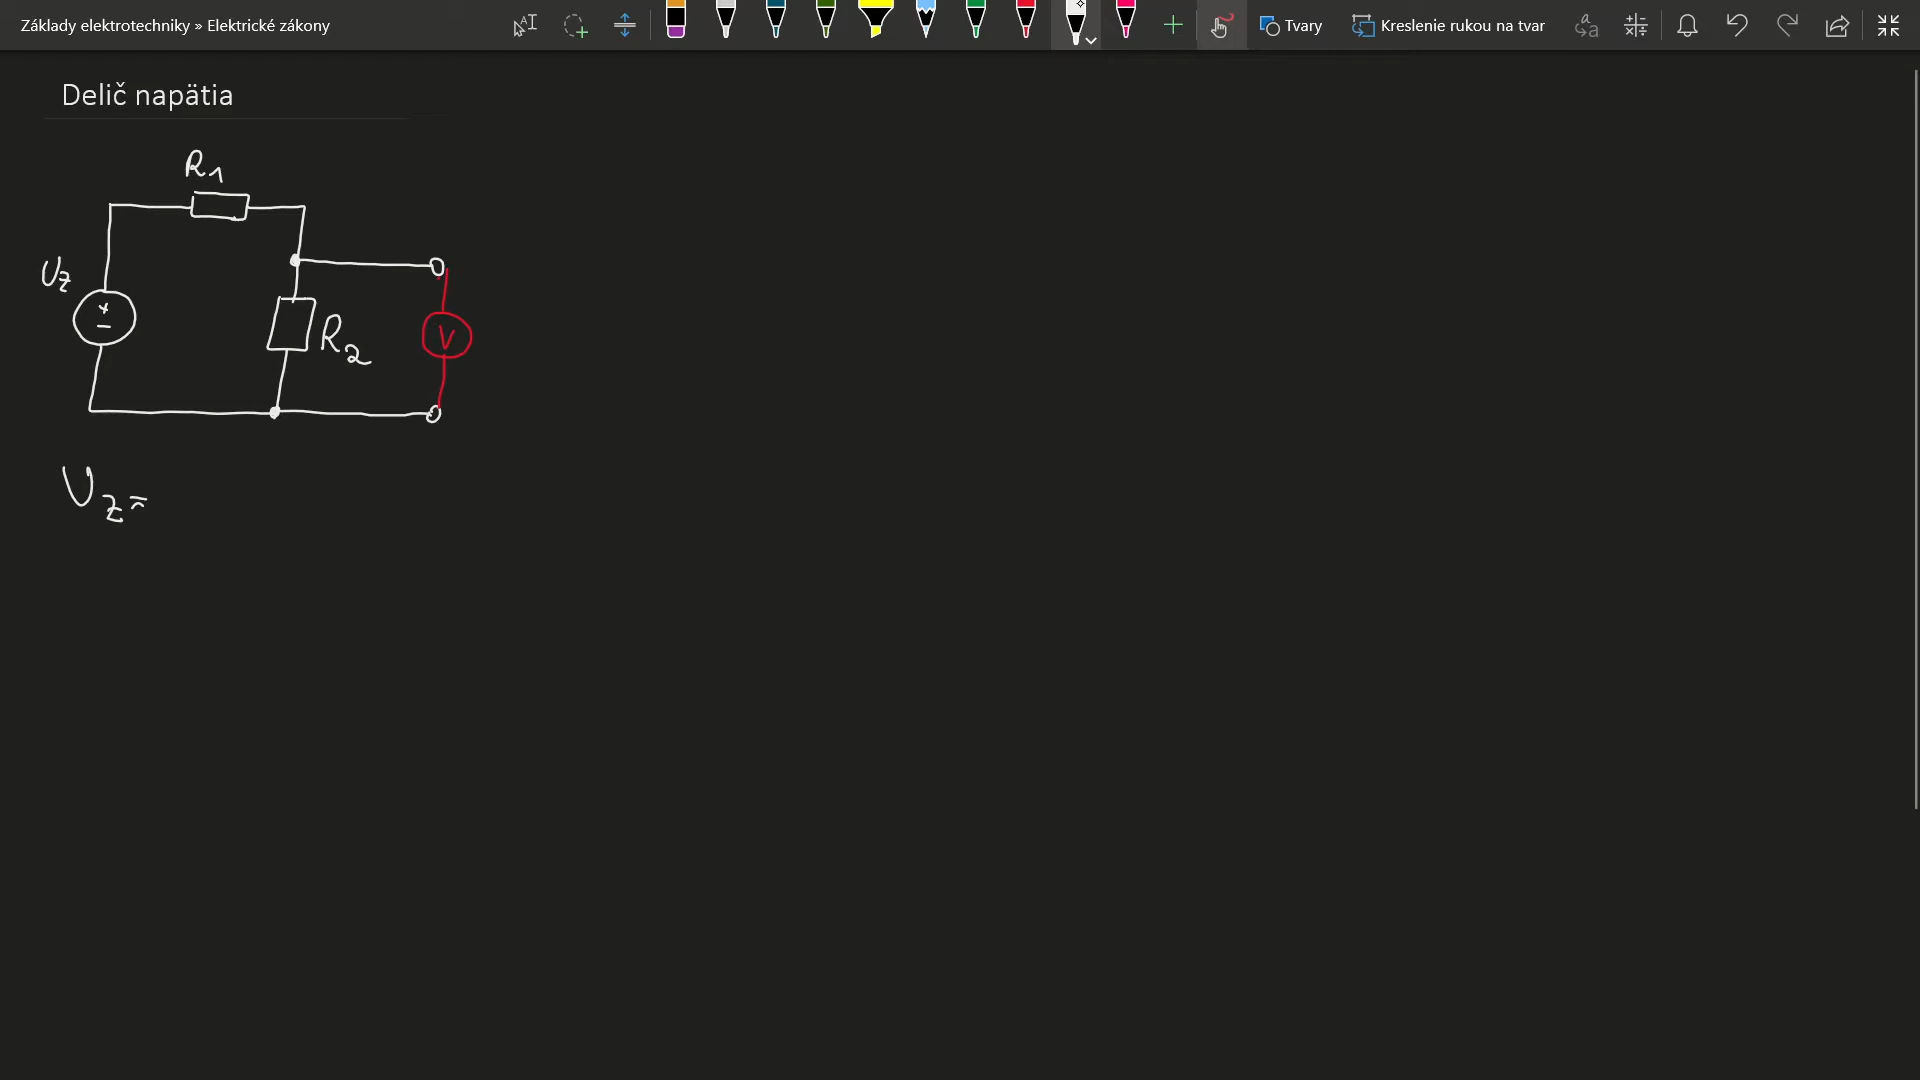 Základy elektrotechniky » Elektrické zákony
Tvary
Kreslenie rukou na tvar
Delič napätia
R1
Uz
+
−
R2
V
Uz=